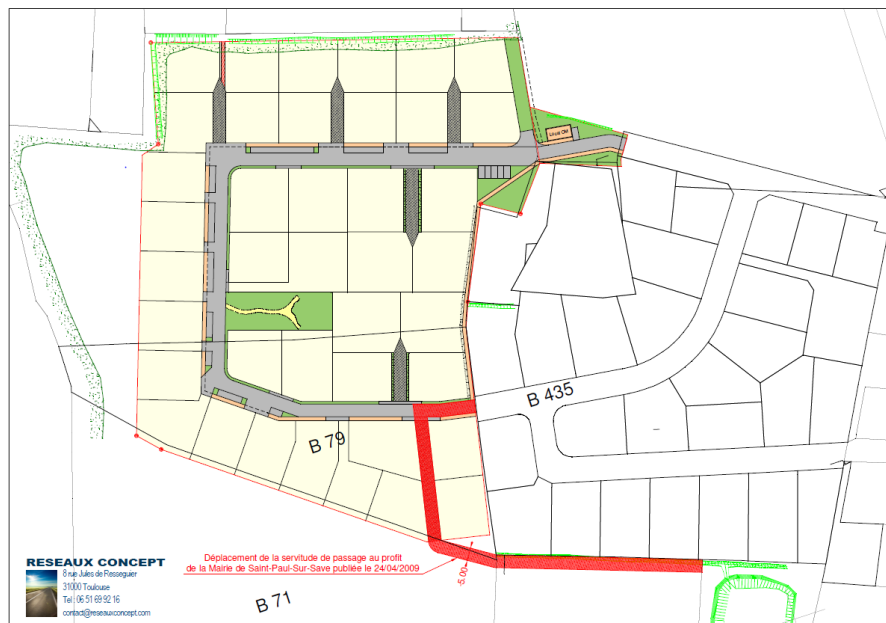 Local OM
B 435
B 79
Déplacement de la servitude de passage au profit
de la Mairie de Saint-Paul-Sur-Save publiée le 24/04/2009
5.00
B 71
RESEAUX CONCEPT
8 rue Jules de Resseguier
31000 Toulouse
Tel : 06 51 69 92 16
contact@reseauxconcept.com